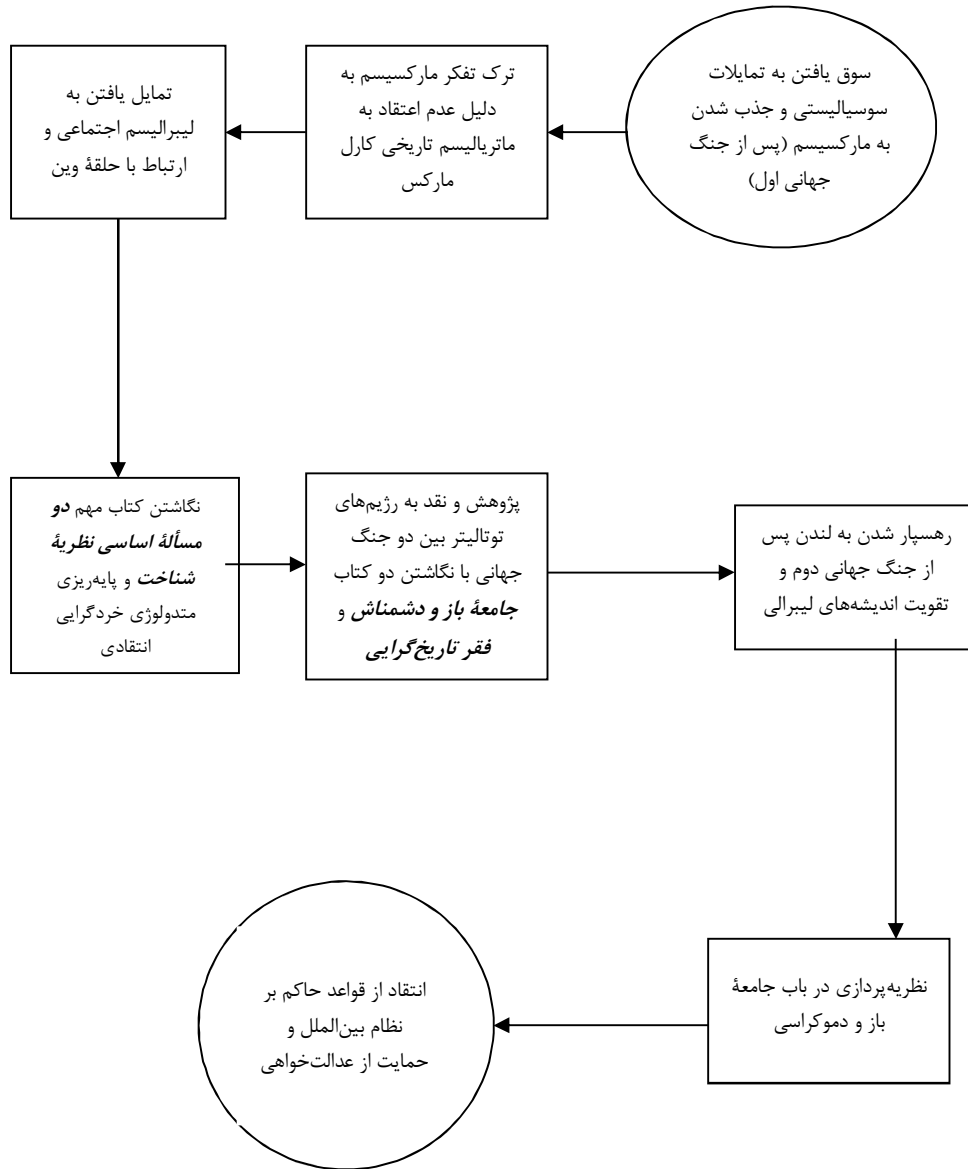 سوق یافتن به تمایلات
سوسیالیستی و جذب شدن
به مارکسیسم (پس از جنگ
جهانی اول)
ترک تفکر مارکسیسم به
دلیل عدم اعتقاد به
ماتریالیسم تاریخی کارل
مارکس
تمایل یافتن به
لیبرالیسم اجتماعی و
ارتباط با حلقۀ وین
نگاشتن کتاب مهم دو
مسألۀ اساسی نظریۀ
شناخت و پایه‌ریزی
متدولوژی خردگرایی
انتقادی
پژوهش و نقد به رژیم‌های
توتالیتر بین دو جنگ
جهانی با نگاشتن دو کتاب
جامعۀ باز و دشمناش و
فقر تاریخ‌گرایی
رهسپار شدن به لندن پس
از جنگ جهانی دوم و
تقویت اندیشه‌های لیبرالی
نظریه‌پردازی در باب جامعۀ
باز و دموکراسی
انتقاد از قواعد حاکم بر
نظام بین‌الملل و
حمایت از عدالت‌خواهی